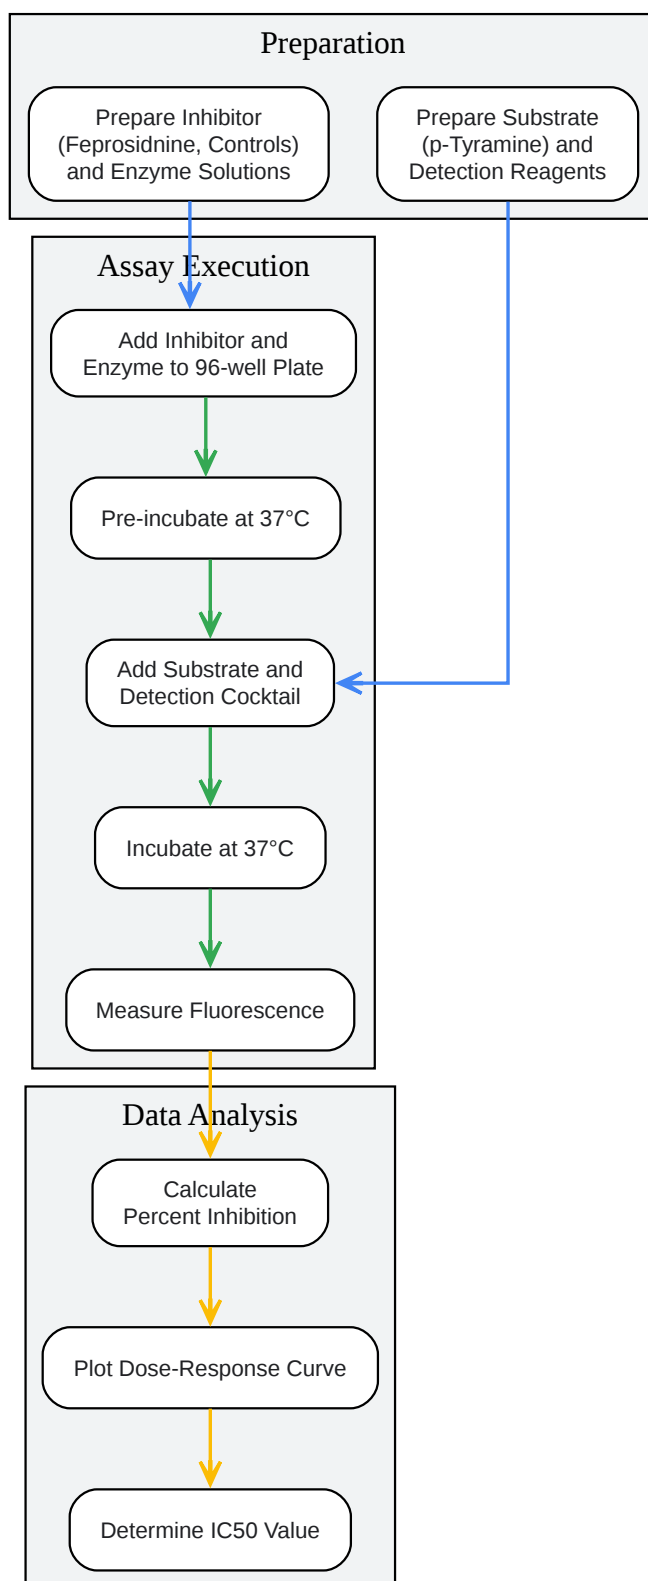 Preparation
Prepare Inhibitor
(Feprosidnine, Controls)
and Enzyme Solutions
Prepare Substrate
(p-Tyramine) and
Detection Reagents
Assay Execution
Add Inhibitor and
Enzyme to 96-well Plate
Pre-incubate at 37°C
Add Substrate and
Detection Cocktail
Incubate at 37°C
Measure Fluorescence
Data Analysis
Calculate
Percent Inhibition
Plot Dose-Response Curve
Determine IC50 Value